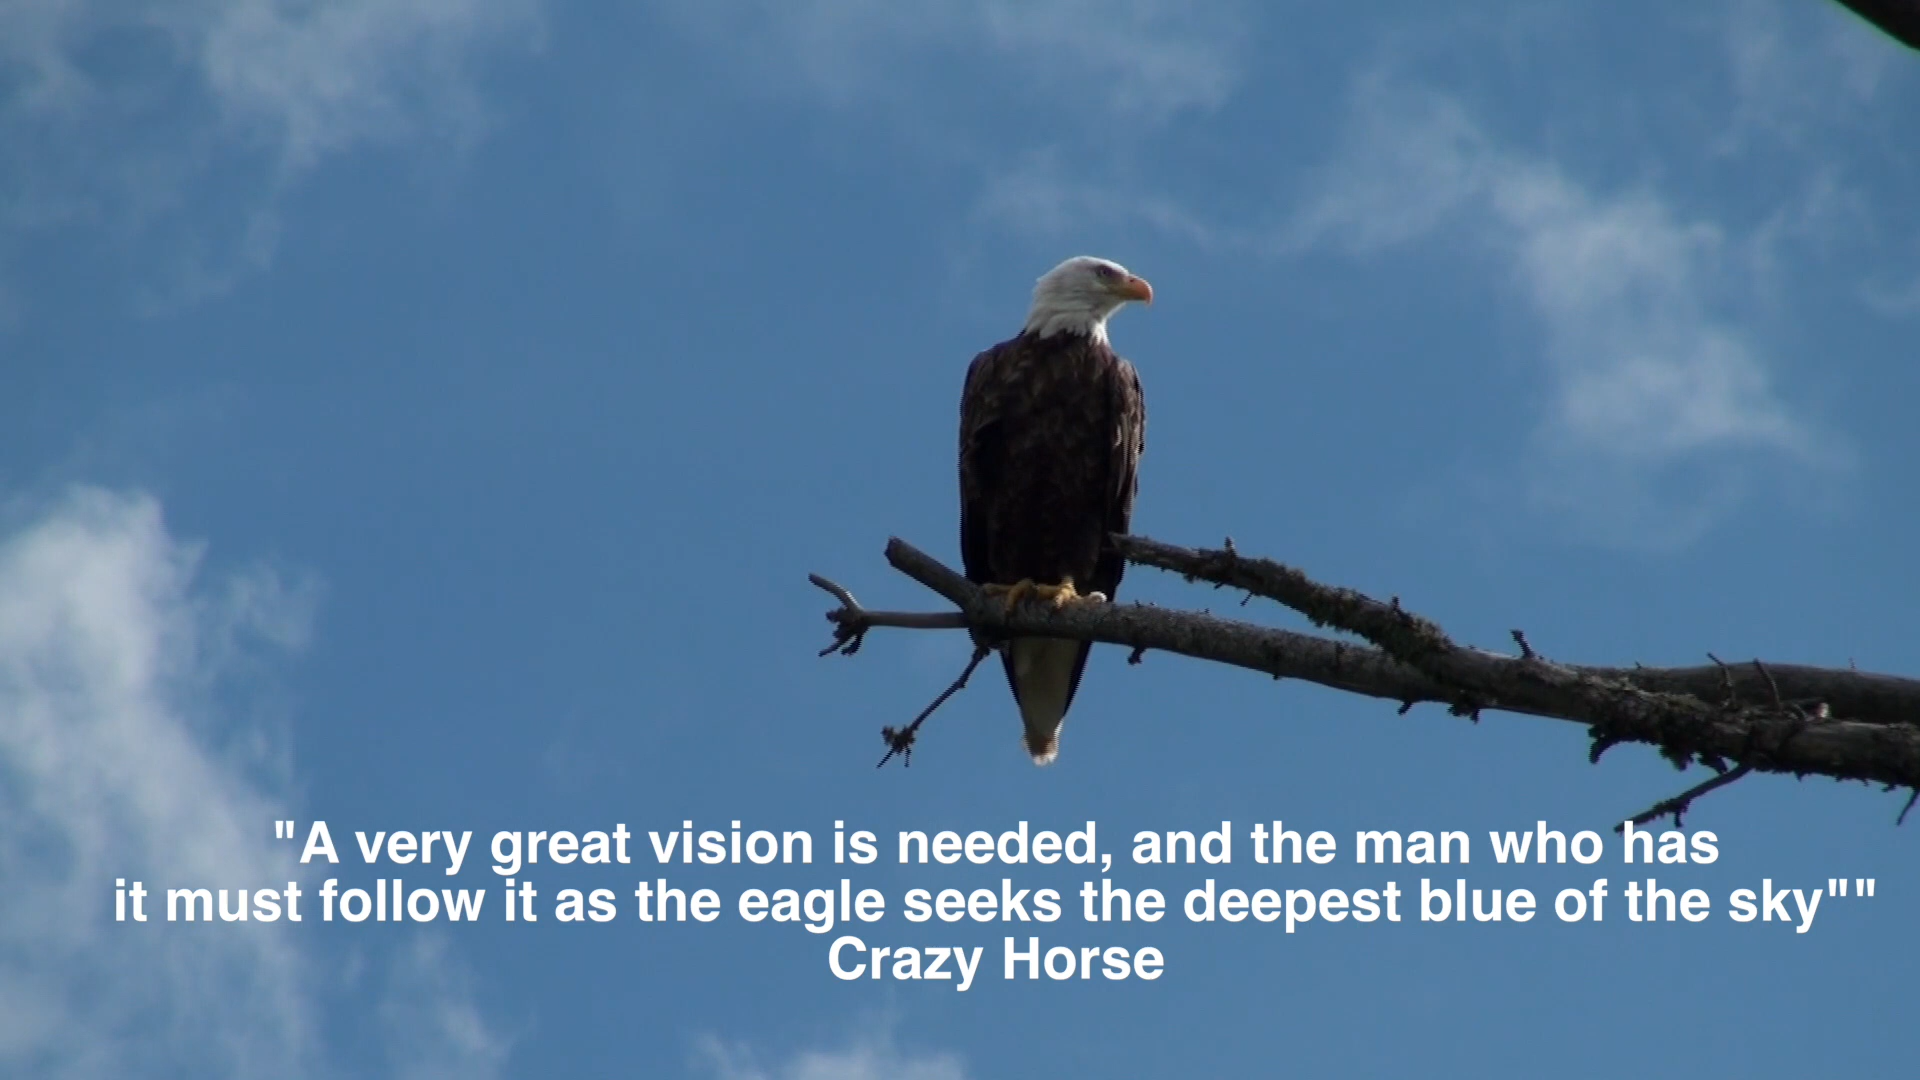 "A very great vision is needed, and the man who has
it must follow it as the eagle seeks the deepest blue of the sky""
Crazy Horse